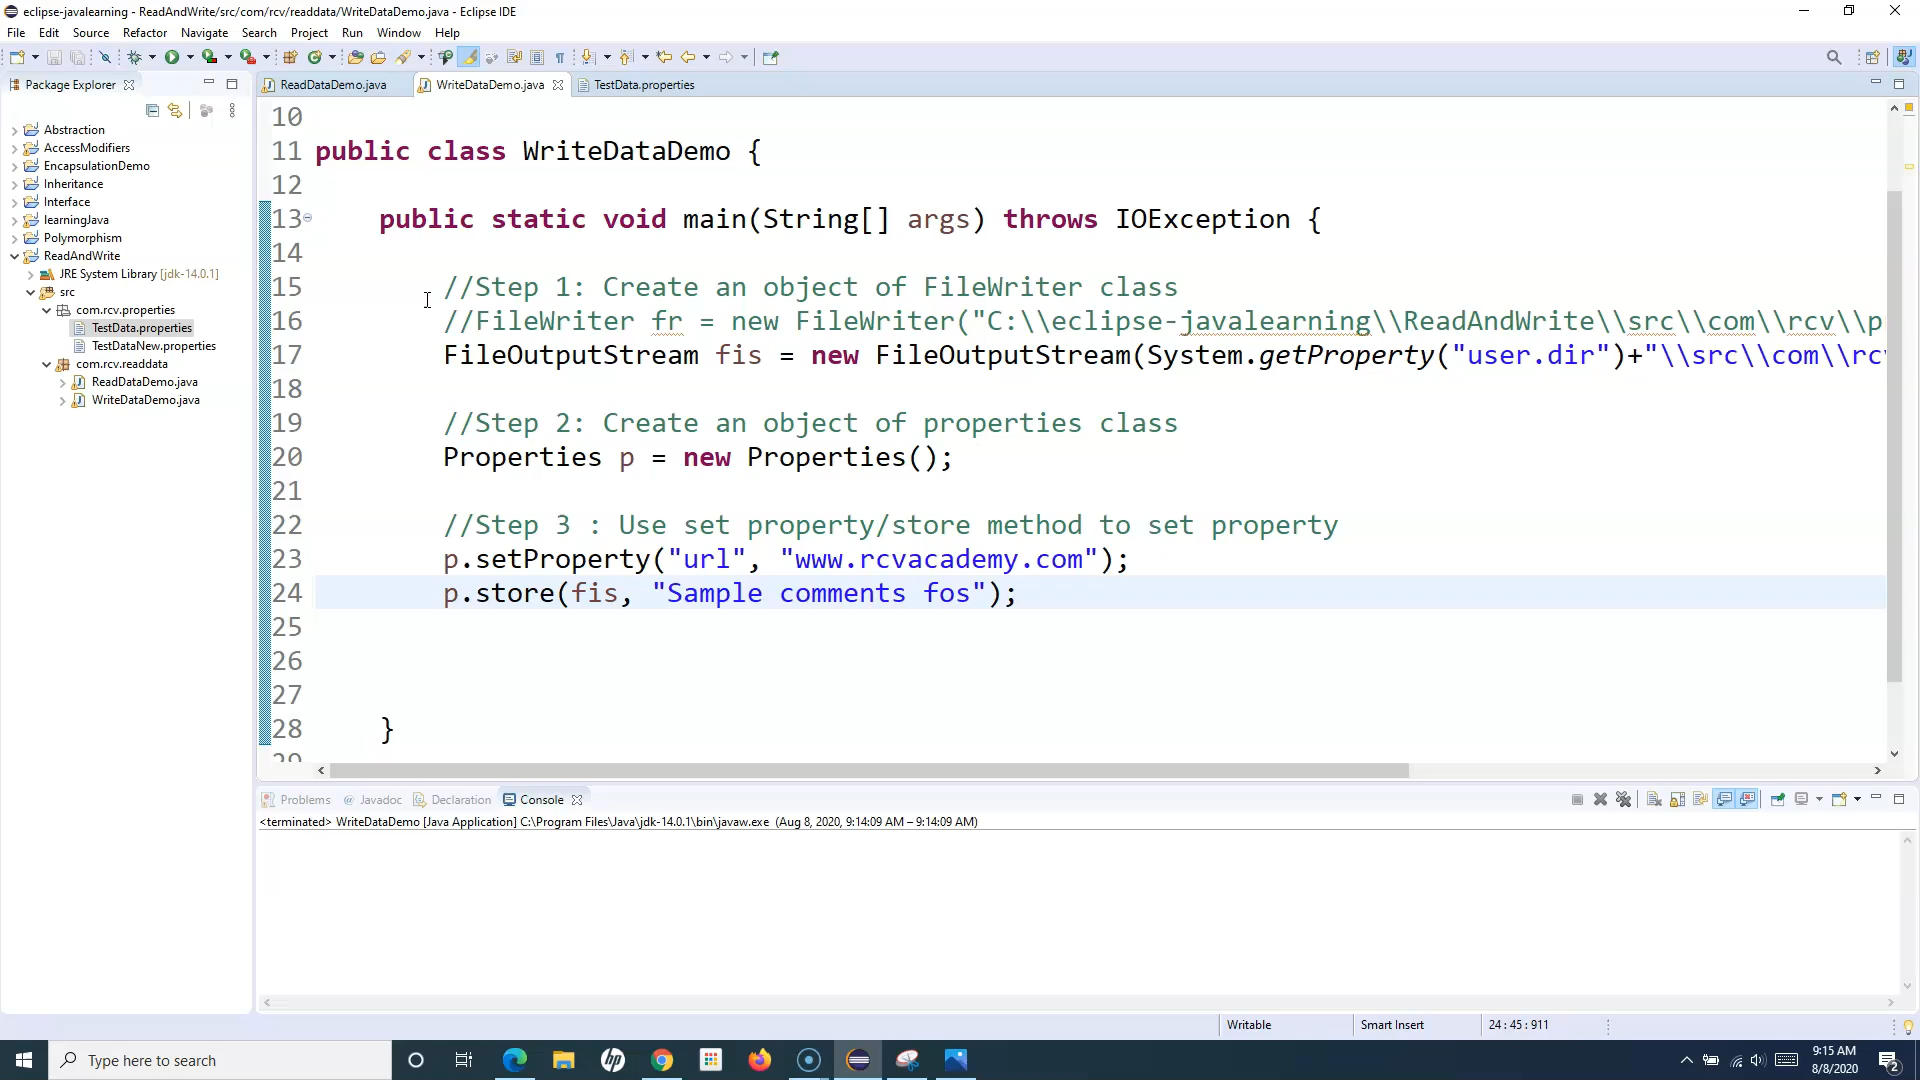 eclipse-javalearning - ReadAndWrite/src/com/rcv/readdata/WriteDataDemo.java - Eclipse IDE
File Edit Source Refactor Navigate Search Project Run Window Help
Package Explorer
ReadDataDemo.java WriteDataDemo.java TestData.properties
Abstraction
AccessModifiers
EncapsulationDemo
Inheritance
Interface
learningJava
Polymorphism
ReadAndWrite
JRE System Library [jdk-14.0.1]
src
com.rcv.properties
TestData.properties
TestDataNew.properties
com.rcv.readdata
ReadDataDemo.java
WriteDataDemo.java
10
11 public class WriteDataDemo {
12
13 public static void main(String[] args) throws IOException {
14
15 //Step 1: Create an object of FileWriter class
16 //FileWriter fr = new FileWriter("C:\\eclipse-javalearning\\ReadAndWrite\\src\\com\\rcv\\p
17 FileOutputStream fis = new FileOutputStream(System.getProperty("user.dir")+"\\src\\com\\rcv
18
19 //Step 2: Create an object of properties class
20 Properties p = new Properties();
21
22 //Step 3 : Use set property/store method to set property
23 p.setProperty("url", "www.rcvacademy.com");
24 p.store(fis, "Sample comments fos");
25
26
27
28 }
29
Problems @ Javadoc Declaration Console
<terminated> WriteDataDemo [Java Application] C:\Program Files\Java\jdk-14.0.1\bin\javaw.exe (Aug 8, 2020, 9:14:09 AM – 9:14:09 AM)
Writable Smart Insert 24 : 45 : 911
Type here to search
hp
9:15 AM
8/8/2020
2